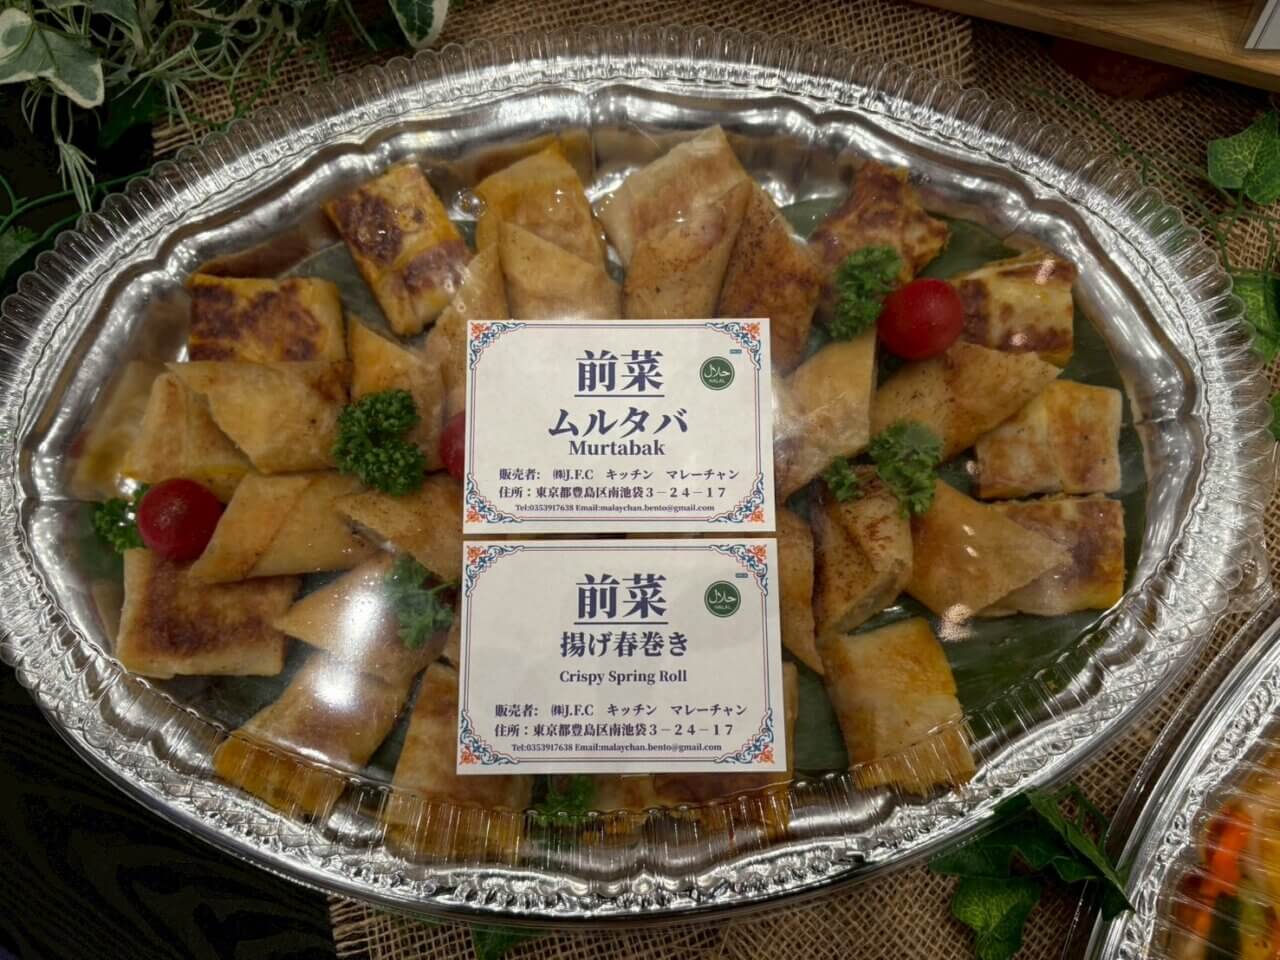 前菜
حلال
HALAL
ムルタバ
Murtabak
販売者: ㈱J.F.C キッチン マレーチャン
住所：東京都豊島区南池袋３－２４－１７
Tel:0353917638 Email:malaychan.bento@gmail.com
前菜
حلال
HALAL
揚げ春巻き
Crispy Spring Roll
販売者: ㈱J.F.C キッチン マレーチャン
住所：東京都豊島区南池袋３－２４－１７
Tel:0353917638 Email:malaychan.bento@gmail.com